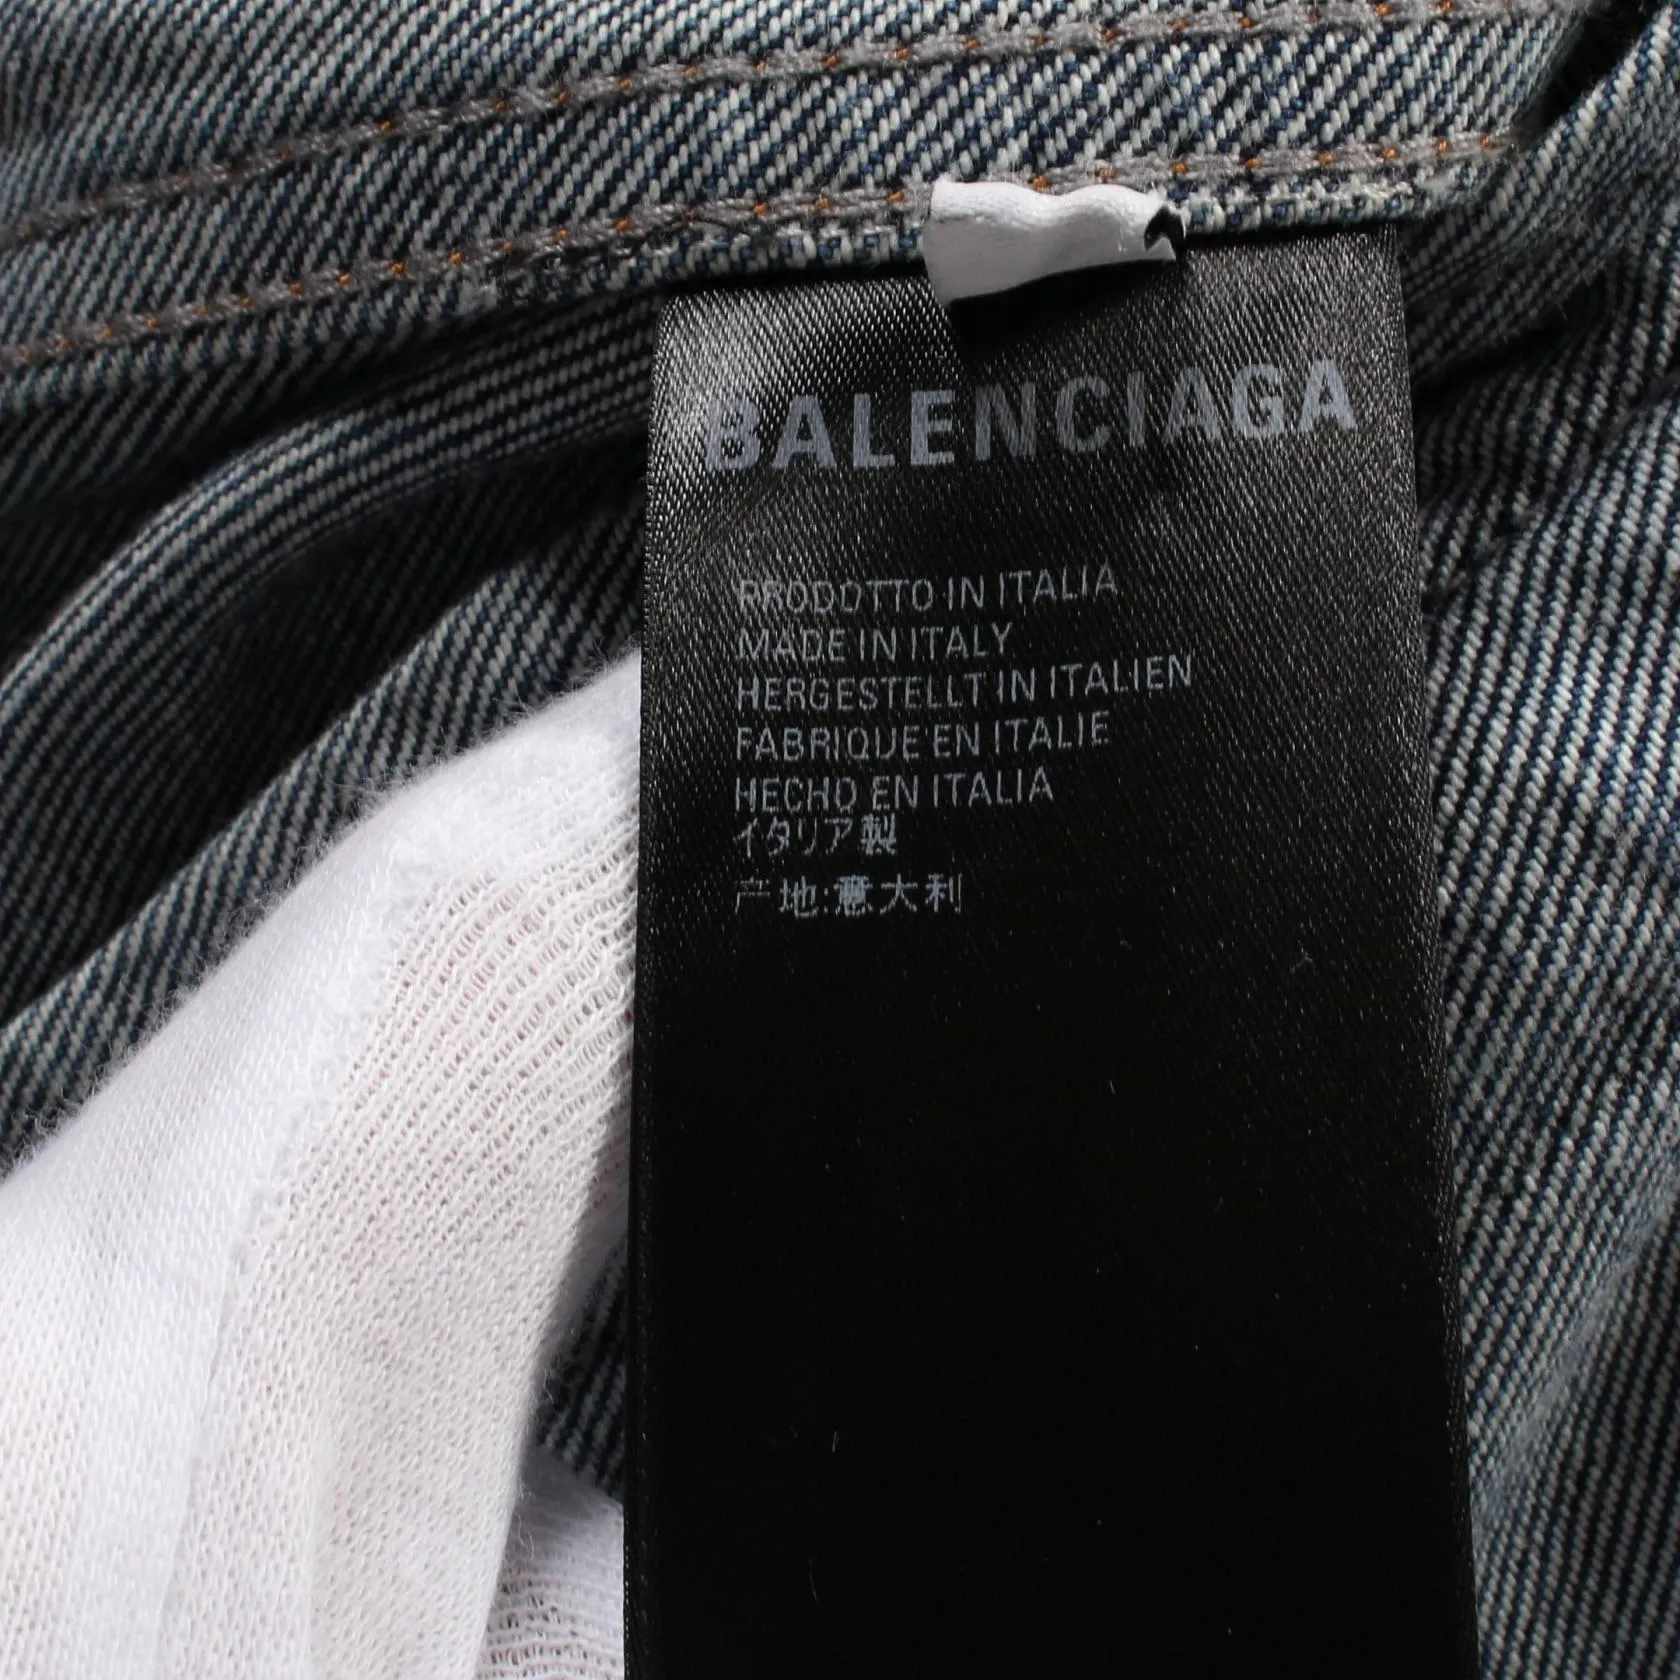 BALENCIAGA
PRODOTTO IN ITALIA
MADE IN ITALY
HERGESTELLT IN ITALIEN
FABRIQUE EN ITALIE
HECHO EN ITALIA
イタリア製
产地:意大利